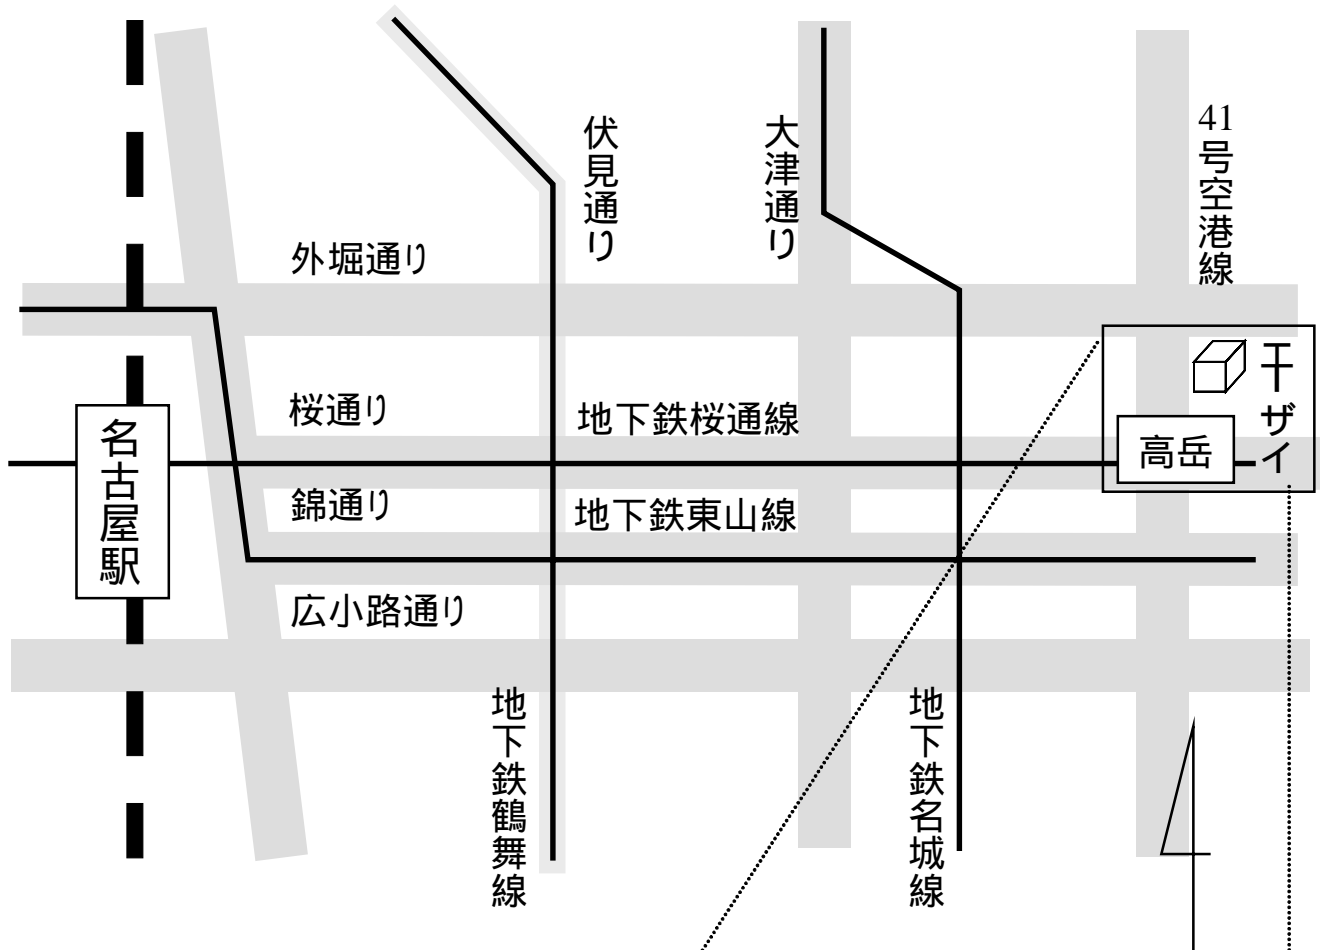 伏見通り
大津通り
41号空港線
外堀通り
桜通り
地下鉄桜通線
名古屋駅
高岳
干ザイ
錦通り
地下鉄東山線
広小路通り
地下鉄鶴舞線
地下鉄名城線